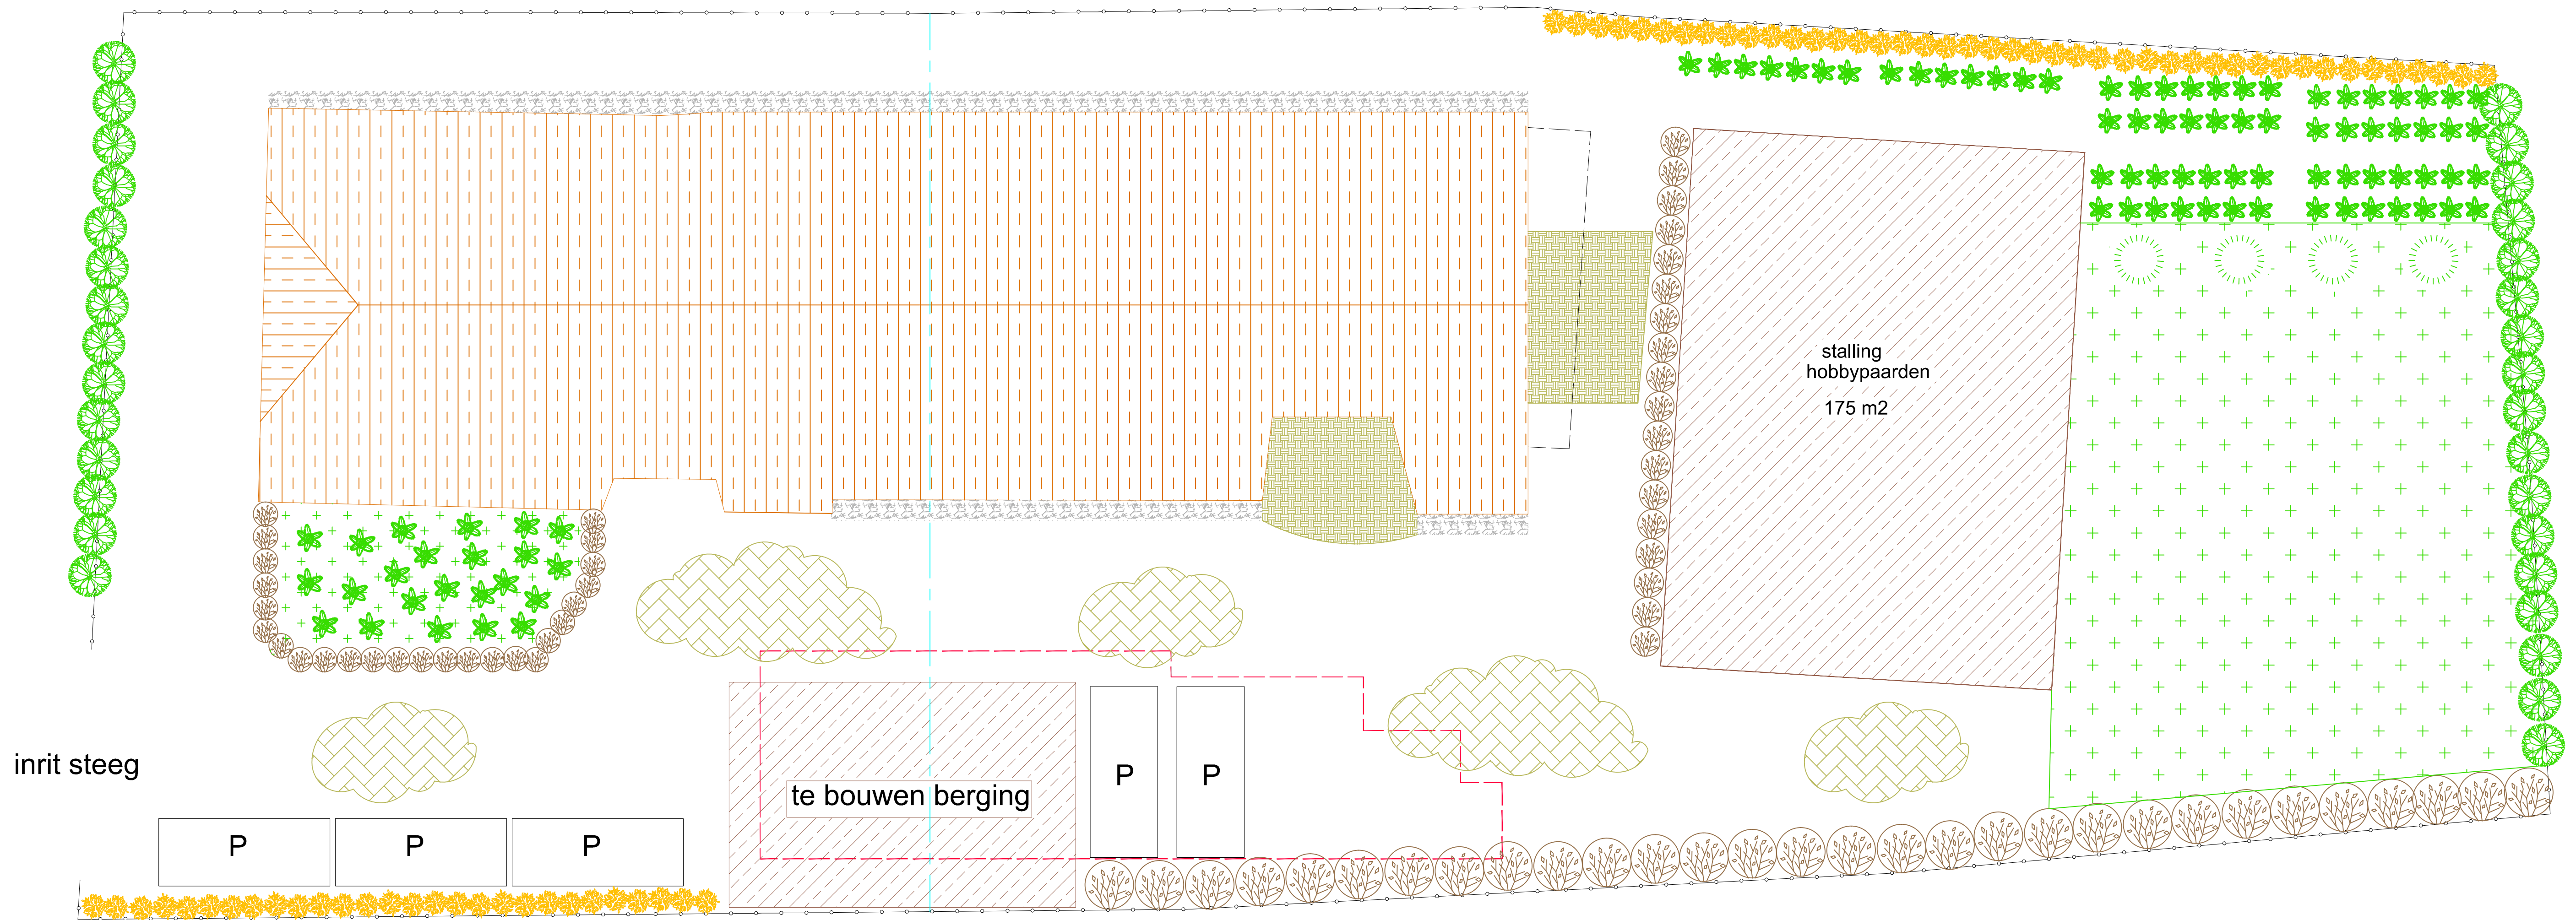 stalling
hobbypaarden
175 m2
inrit steeg
te bouwen berging
P
P
P
P
P